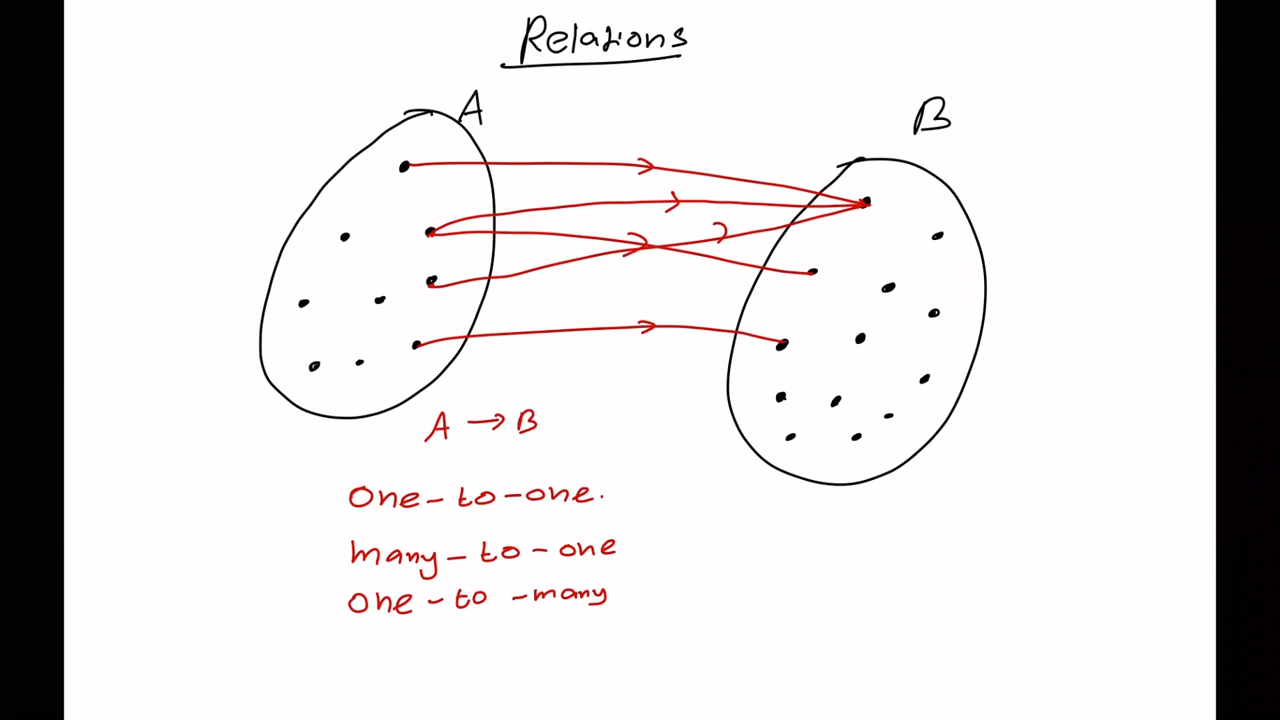 Relations
A
B
A → B
One-to-one.
many-to-one
one-to-many